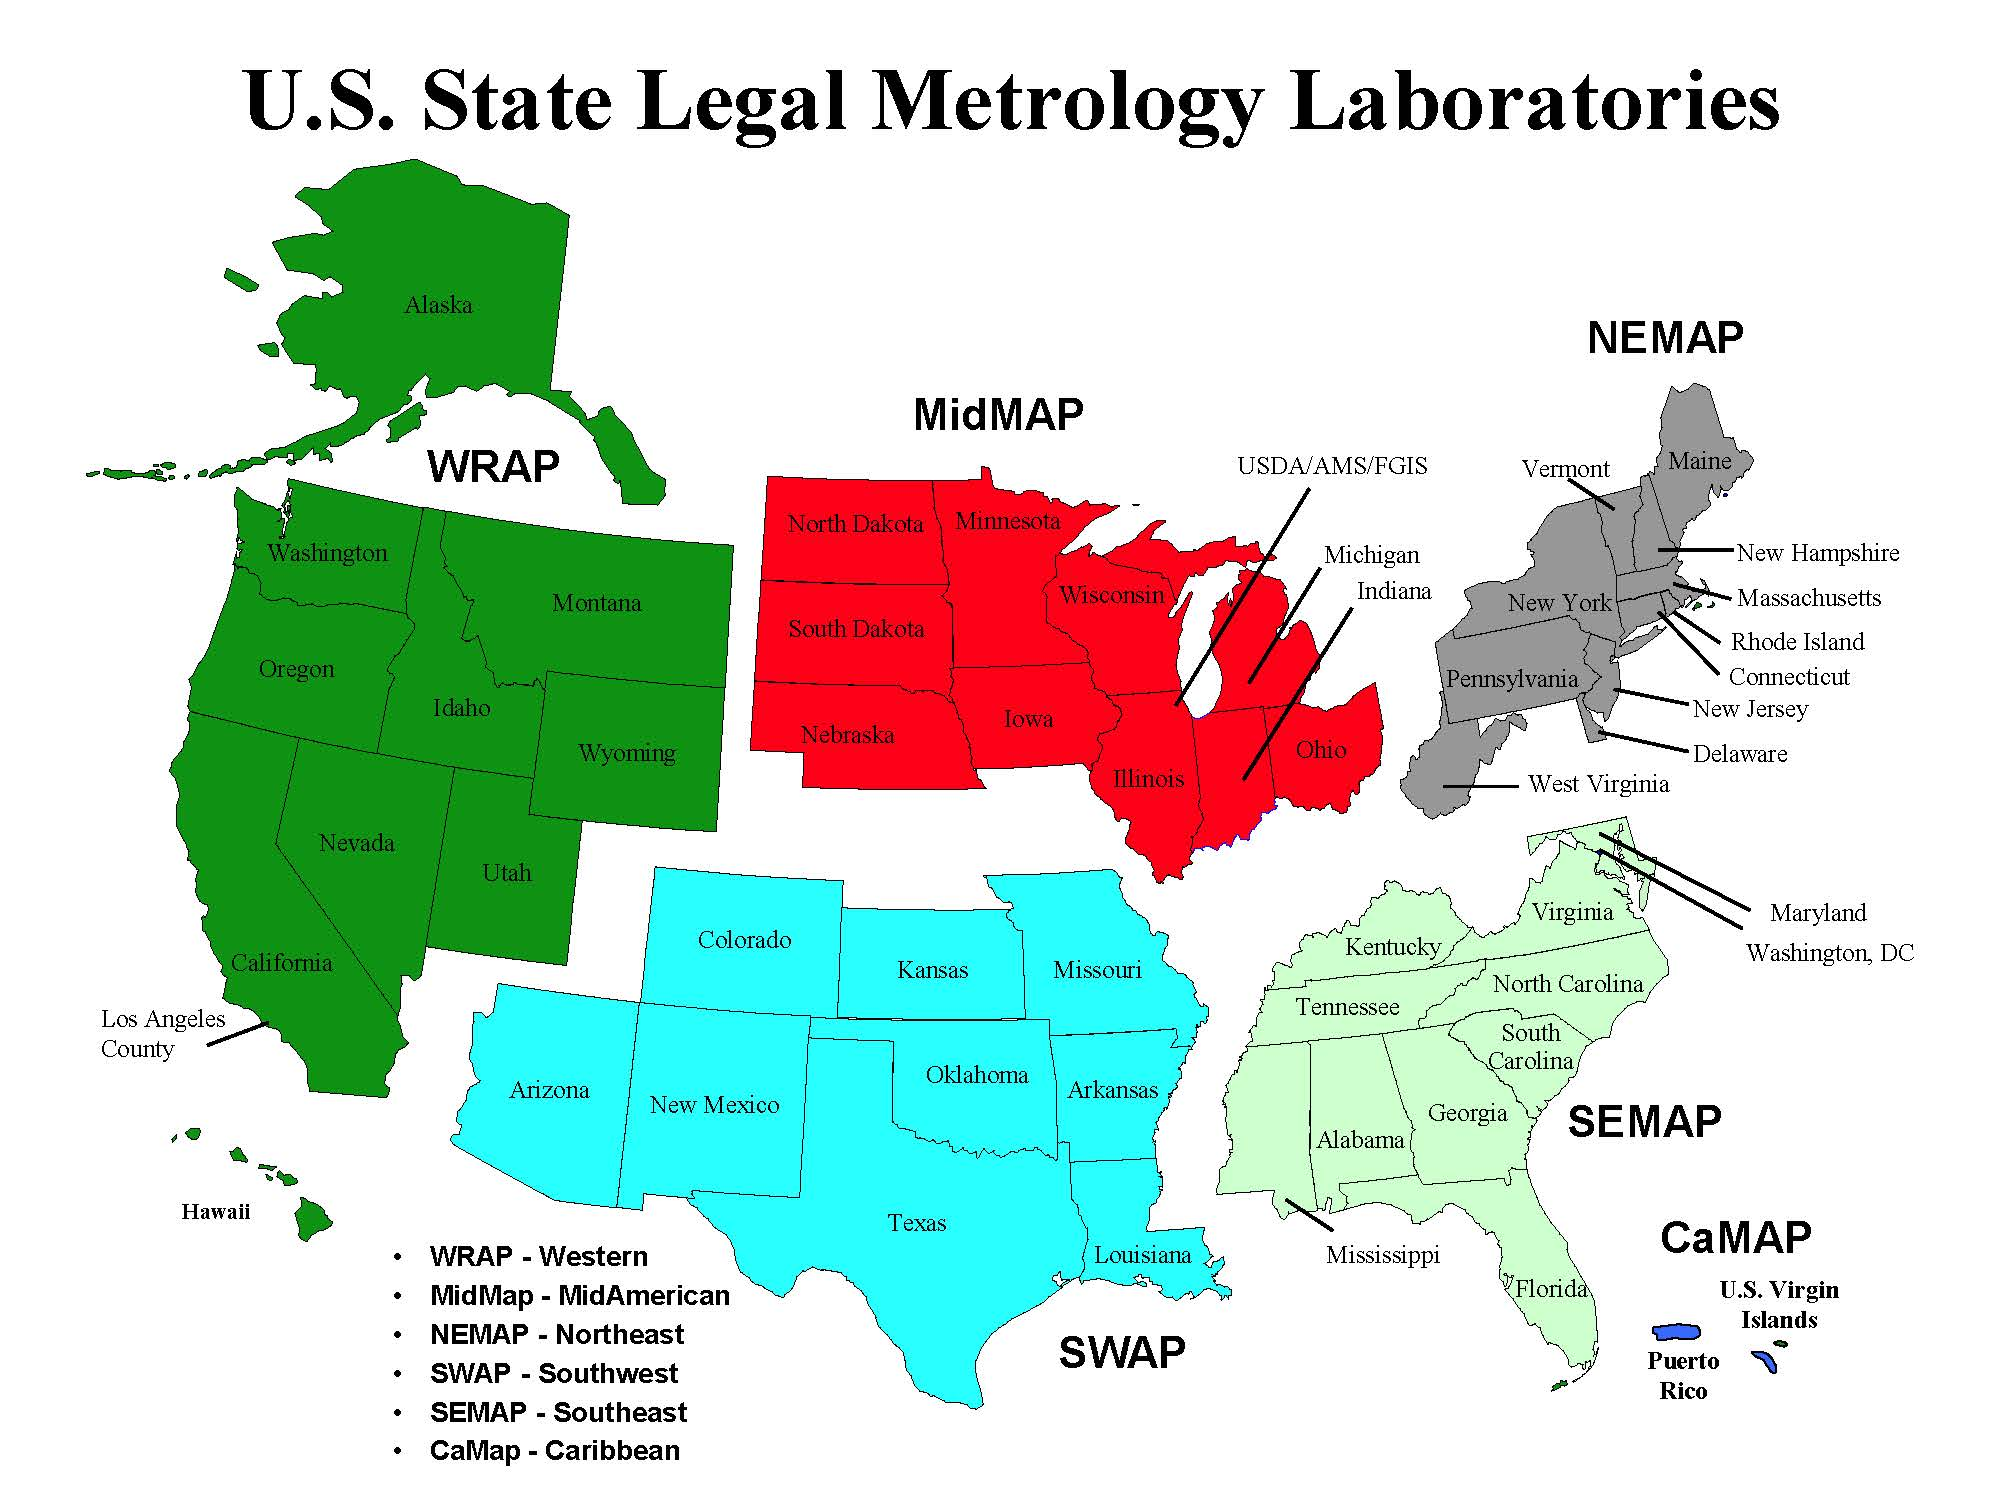 U.S. State Legal Metrology Laboratories
Alaska
WRAP
Washington
Montana
Oregon
Idaho
Wyoming
Nevada
Utah
California
Los Angeles
County
Hawaii
MidMAP
USDA/AMS/FGIS
North Dakota
Minnesota
Michigan
Indiana
Wisconsin
South Dakota
Nebraska
Iowa
Illinois
Ohio
NEMAP
Vermont
Maine
New Hampshire
Massachusetts
New York
Rhode Island
Connecticut
Pennsylvania
New Jersey
Delaware
West Virginia
Colorado
Kansas
Missouri
Arizona
New Mexico
Oklahoma
Arkansas
Texas
Louisiana
SWAP
Maryland
Washington, DC
Virginia
Kentucky
North Carolina
Tennessee
South
Carolina
Georgia
Alabama
Mississippi
Florida
SEMAP
CaMAP
U.S. Virgin
Islands
Puerto
Rico
• WRAP - Western
• MidMap - MidAmerican
• NEMAP - Northeast
• SWAP - Southwest
• SEMAP - Southeast
• CaMap - Caribbean